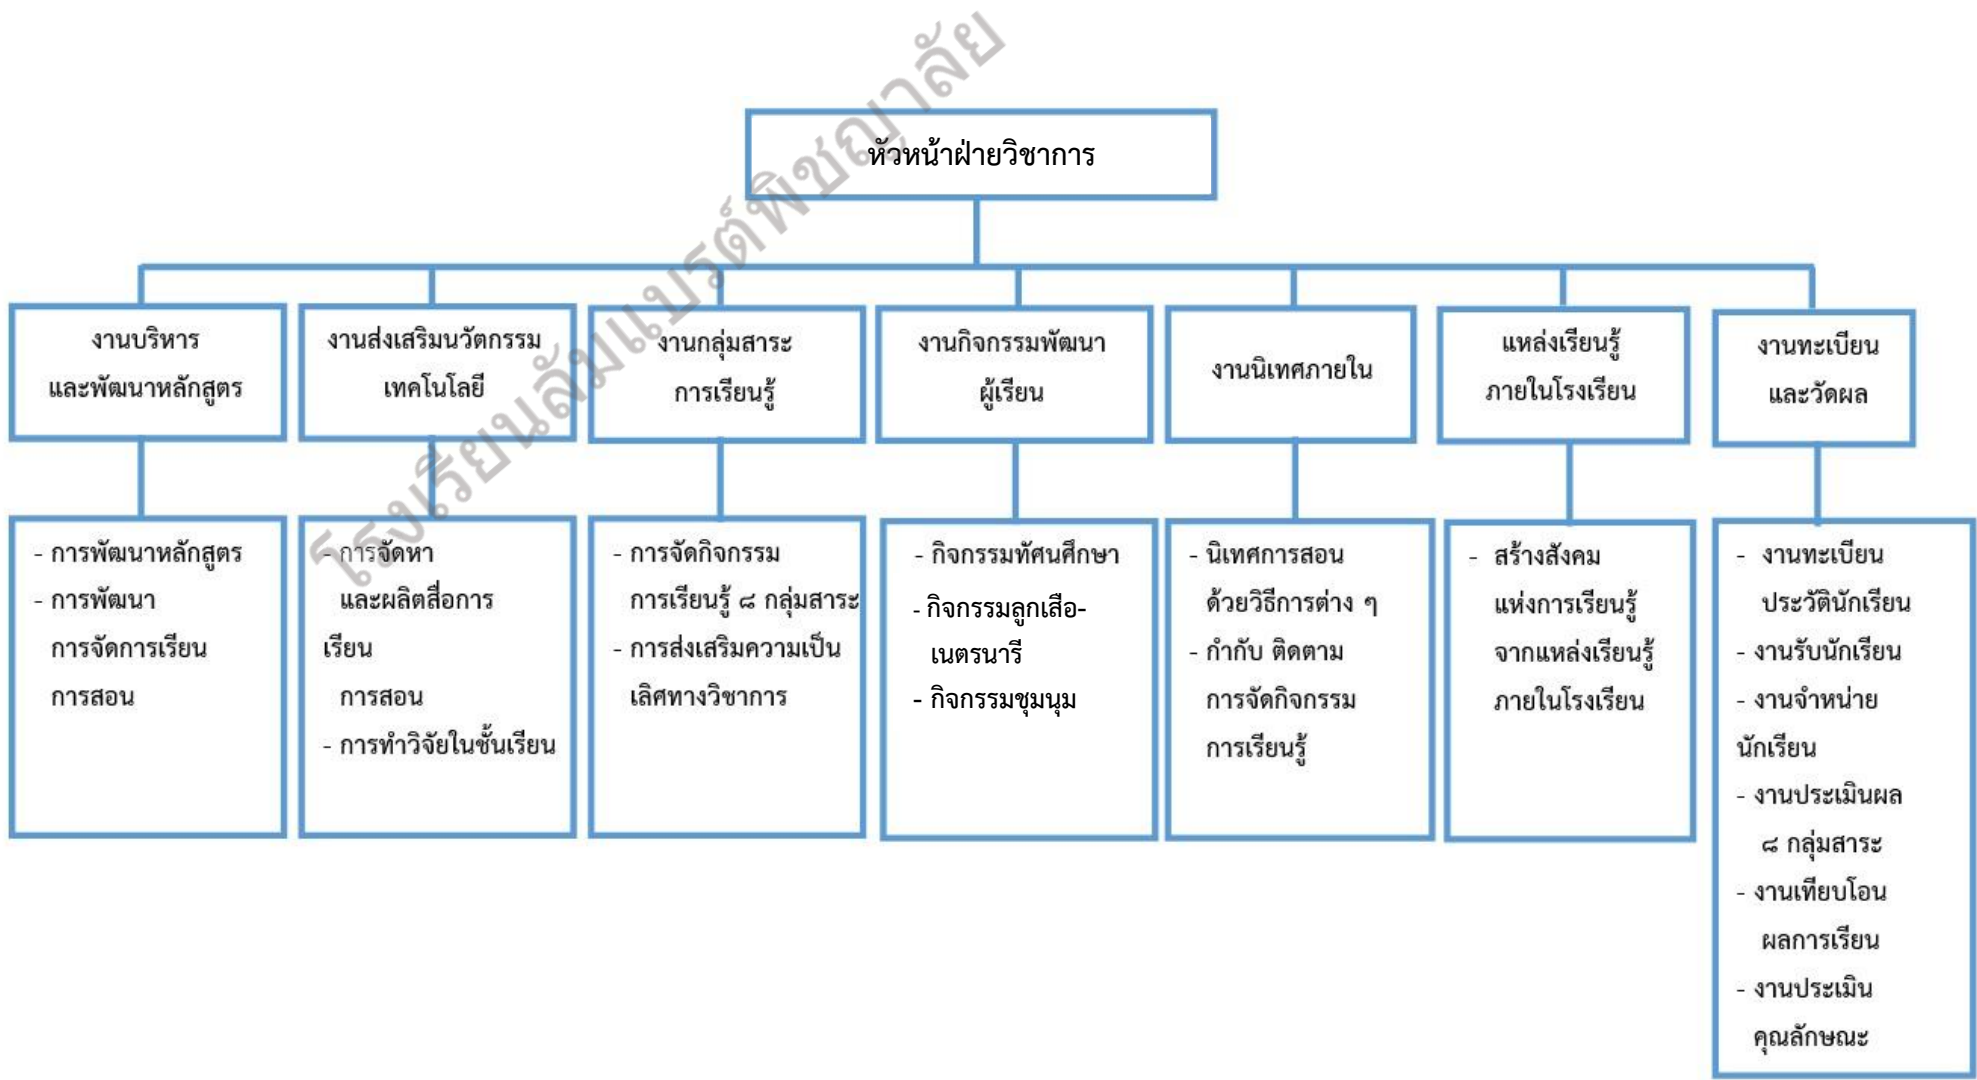 หัวหน้าฝ่ายวิชาการ
งานบริหาร
และพัฒนาหลักสูตร
งานส่งเสริมนวัตกรรม
เทคโนโลยี
งานกลุ่มสาระ
การเรียนรู้
งานกิจกรรมพัฒนา
ผู้เรียน
งานนิเทศภายใน
แหล่งเรียนรู้
ภายในโรงเรียน
งานทะเบียน
และวัดผล
- การพัฒนาหลักสูตร
- การพัฒนา
การจัดการเรียน
การสอน
- การจัดหา
และผลิตสื่อการ
เรียน
การสอน
- การทำวิจัยในชั้นเรียน
- การจัดกิจกรรม
การเรียนรู้ ๘ กลุ่มสาระ
- การส่งเสริมความเป็น
เลิศทางวิชาการ
- กิจกรรมทัศนศึกษา
- กิจกรรมลูกเสือ-
เนตรนารี
- กิจกรรมชุมนุม
- นิเทศการสอน
ด้วยวิธีการต่าง ๆ
- กำกับ ติดตาม
การจัดกิจกรรม
การเรียนรู้
- สร้างสังคม
แห่งการเรียนรู้
จากแหล่งเรียนรู้
ภายในโรงเรียน
- งานทะเบียน
ประวัตินักเรียน
- งานรับนักเรียน
- งานจำหน่าย
นักเรียน
- งานประเมินผล
๘ กลุ่มสาระ
- งานเทียบโอน
ผลการเรียน
- งานประเมิน
คุณลักษณะ
โรงเรียนลัมแบรต์พิชญาลัย